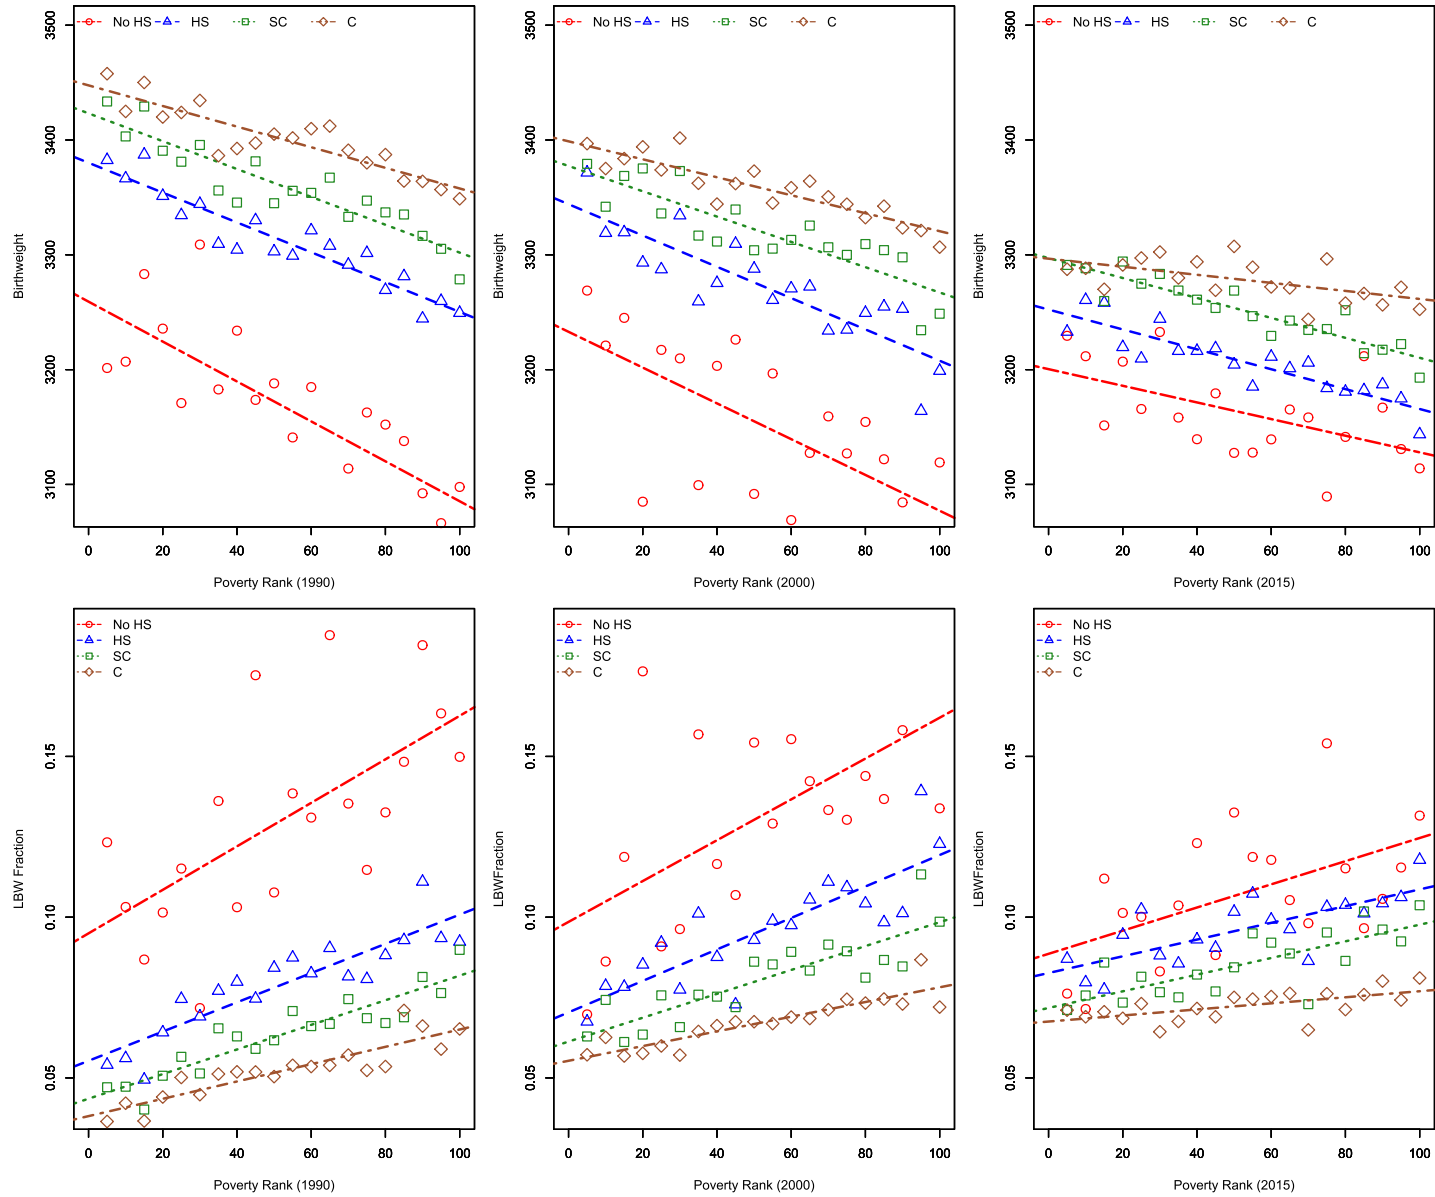 No HS HS SC C
3500
3400
3300
3200
3100
Birthweight
0 20 40 60 80 100
Poverty Rank (1990)
No HS HS SC C
3500
3400
3300
3200
3100
Birthweight
0 20 40 60 80 100
Poverty Rank (2000)
No HS HS SC C
3500
3400
3300
3200
3100
Birthweight
0 20 40 60 80 100
Poverty Rank (2015)
No HS
HS
SC
C
0.15
0.10
0.05
LBW Fraction
0 20 40 60 80 100
Poverty Rank (1990)
No HS
HS
SC
C
0.15
0.10
0.05
LBWFraction
0 20 40 60 80 100
Poverty Rank (2000)
No HS
HS
SC
C
0.15
0.10
0.05
LBWFraction
0 20 40 60 80 100
Poverty Rank (2015)